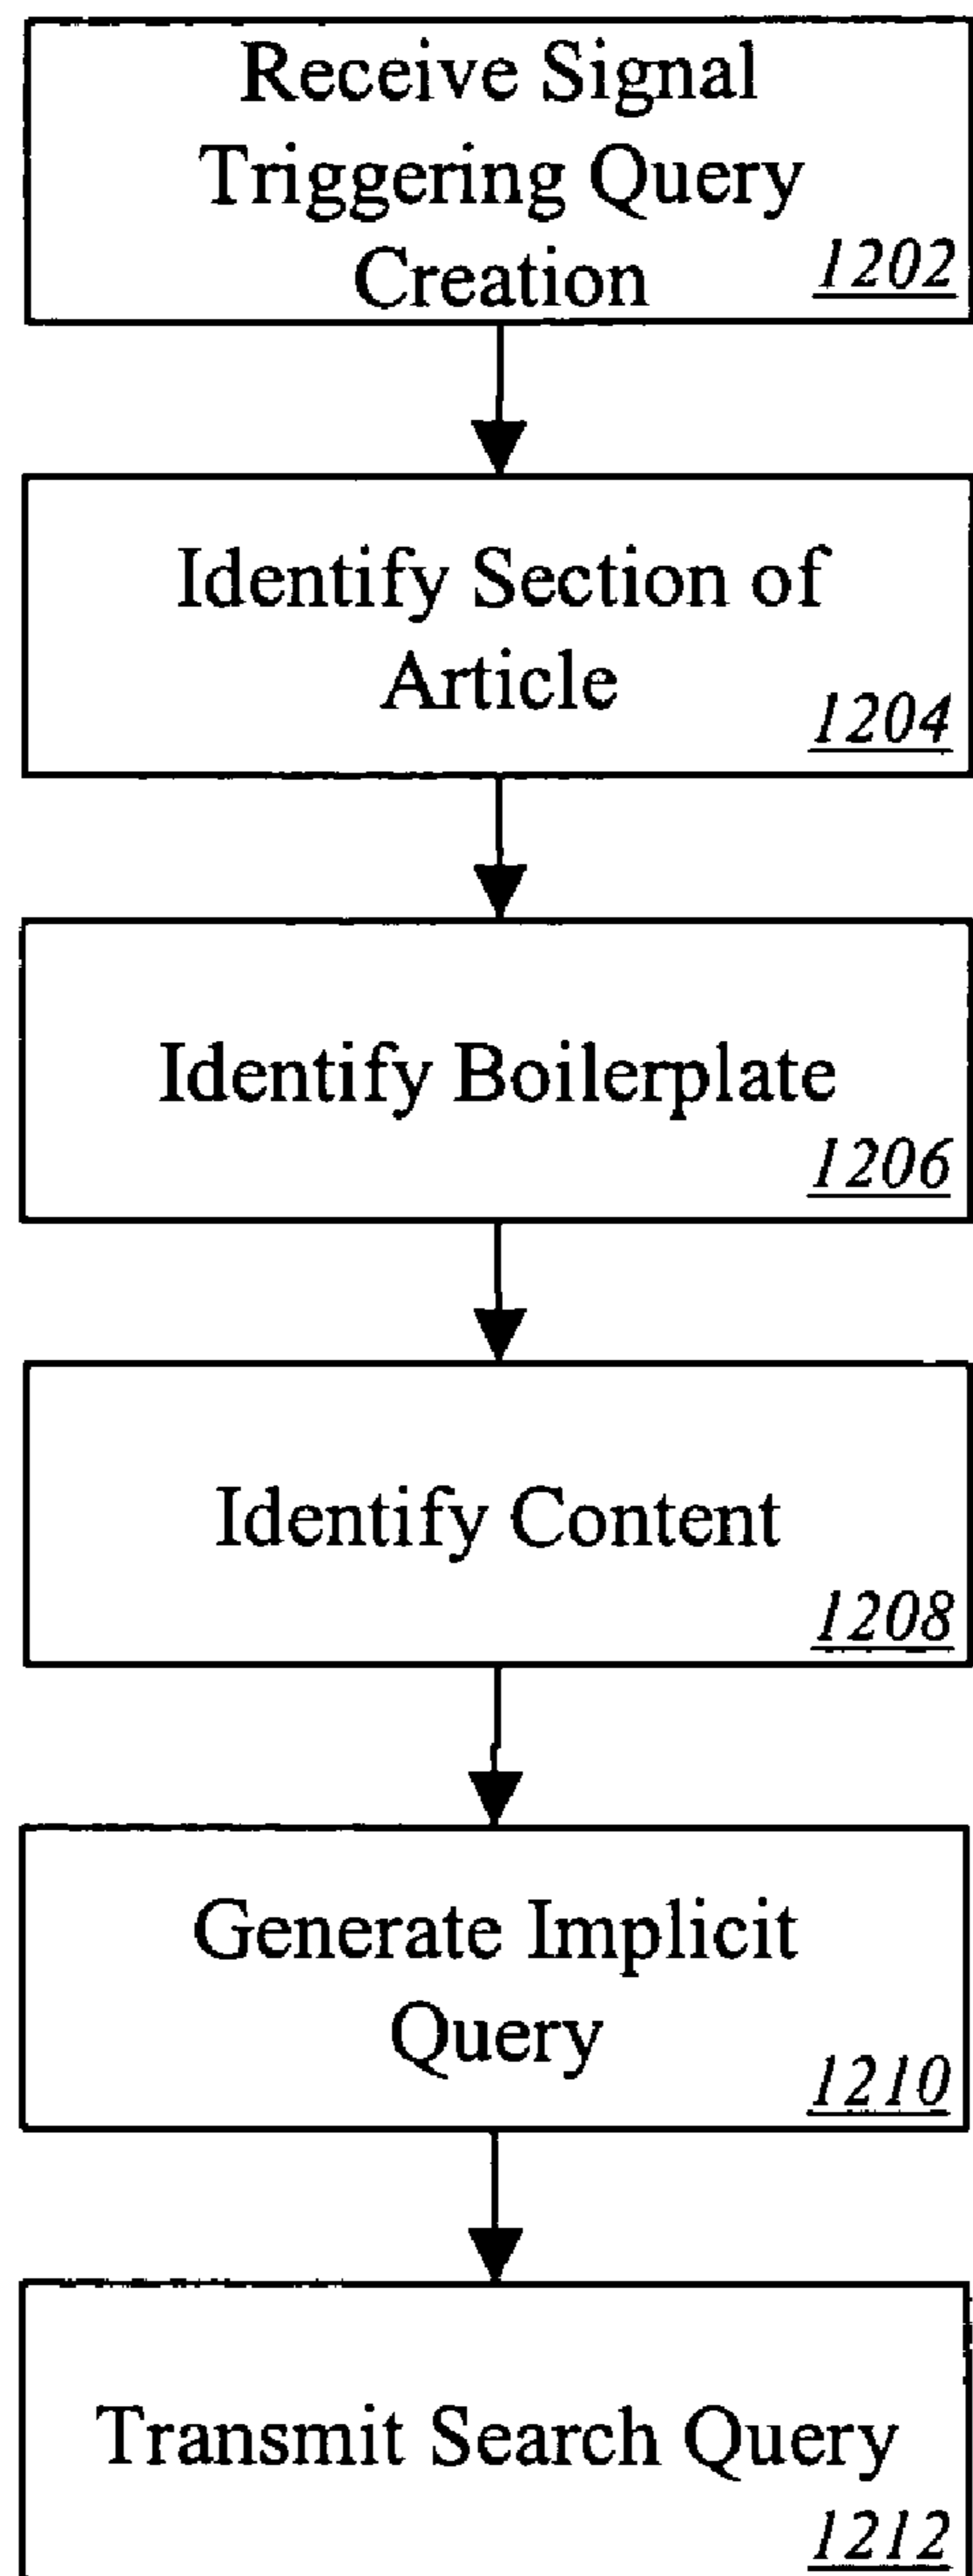 Receive Signal
Triggering Query
Creation
1202
Identify Section of
Article
1204
Identify Boilerplate
1206
Identify Content
1208
Generate Implicit
Query
1210
Transmit Search Query
1212